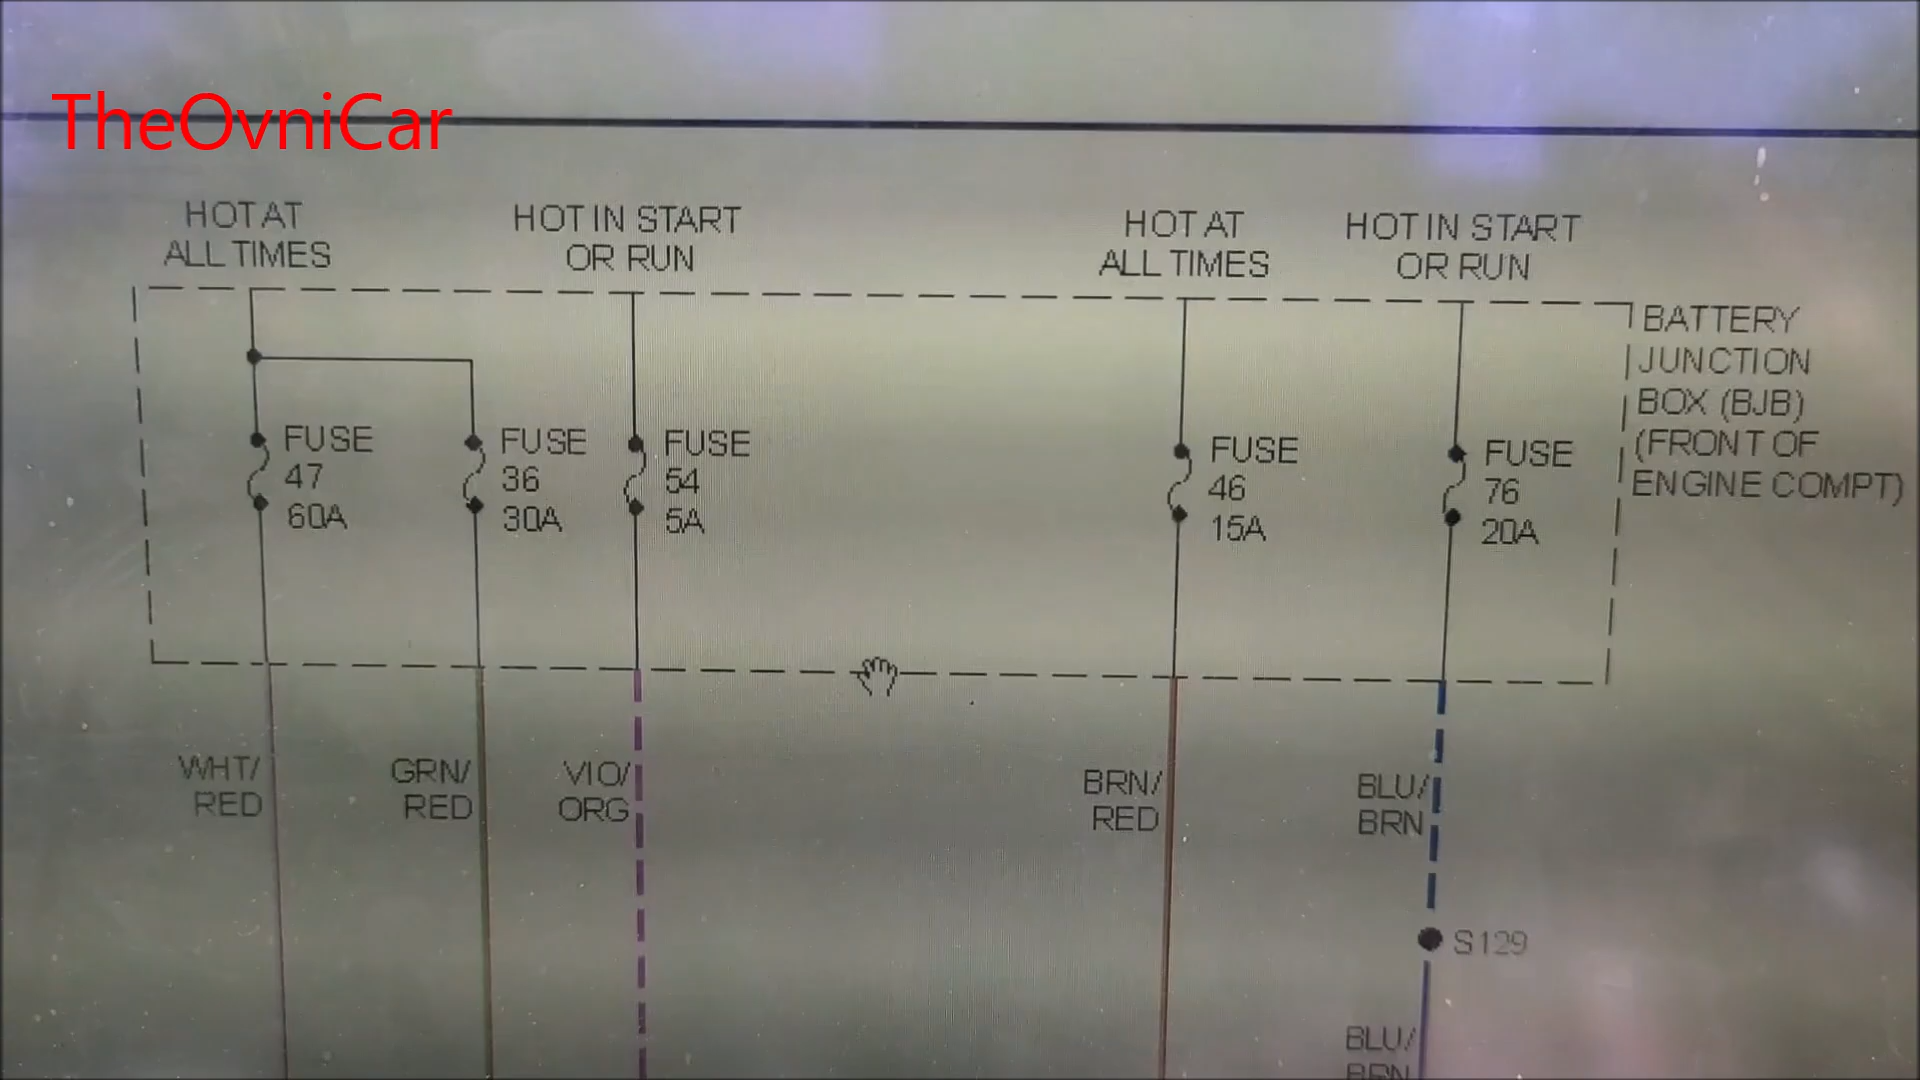 TheOvniCar
HOT AT
ALL TIMES
HOT IN START
OR RUN
HOT AT
ALL TIMES
HOT IN START
OR RUN
BATTERY
JUNCTION
BOX (BJB)
(FRONT OF
ENGINE COMPT)
FUSE
47
60A
FUSE
36
30A
FUSE
54
5A
FUSE
46
15A
FUSE
76
20A
WHT/
RED
GRN/
RED
VIO/
ORG
BRN/
RED
BLU/
BRN
S129
BLU/
BRN